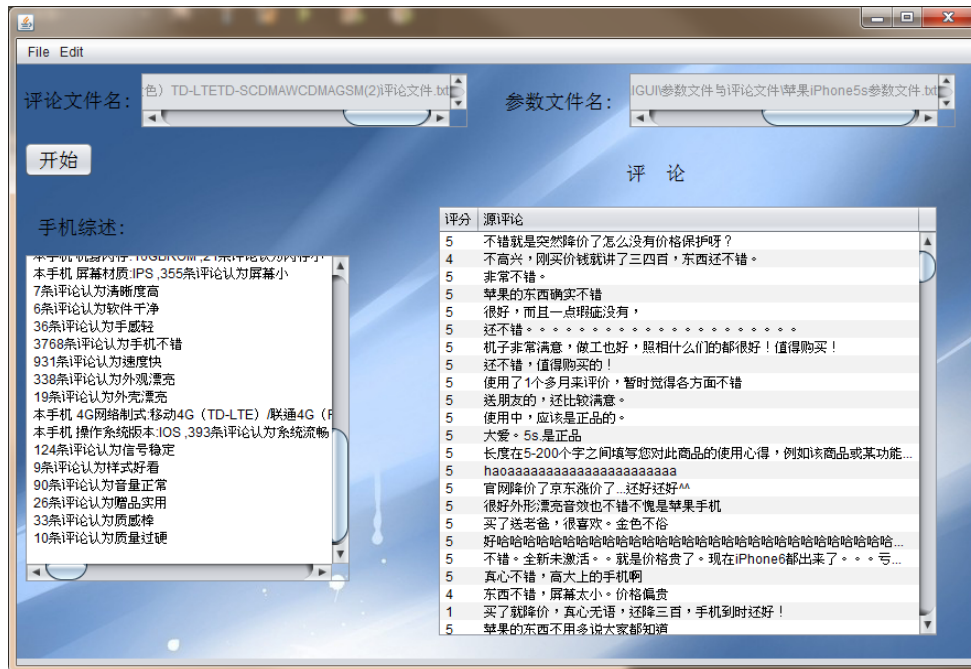 File Edit
评论文件名：
色）TD-LTETD-SCDMAWCDMAGSM(2)评论文件.txt
参数文件名：
IGUI\参数文件与评论文件\苹果iPhone5s参数文件.txt
开始
评 论
手机综述：
本手机 机身内存:16GBROM ,21条评论认为内存小
本手机 屏幕材质:IPS ,355条评论认为屏幕小
7条评论认为清晰度高
6条评论认为软件干净
36条评论认为手感轻
3768条评论认为手机不错
931条评论认为速度快
338条评论认为外观漂亮
19条评论认为外壳漂亮
本手机 4G网络制式:移动4G（TD-LTE）/联通4G（F
本手机 操作系统版本:IOS ,393条评论认为系统流畅
124条评论认为信号稳定
9条评论认为样式好看
90条评论认为音量正常
26条评论认为赠品实用
33条评论认为质感棒
10条评论认为质量过硬
评分 源评论
5 不错就是突然降价了怎么没有价格保护呀？
4 不高兴，刚买价钱就讲了三四百，东西还不错。
5 非常不错。
5 苹果的东西确实不错
5 很好，而且一点瑕疵没有，
5 还不错。。。。。。。。。。。。。。。。。。。。。
5 机子非常满意，做工也好，照相什么们的都很好！值得购买！
5 还不错，值得购买的！
5 使用了1个多月来评价，暂时觉得各方面不错
5 送朋友的，还比较满意。
5 使用中，应该是正品的。
5 大爱。5s.是正品
5 长度在5-200个字之间填写您对此商品的使用心得，例如该商品或某功能...
5 haoaaaaaaaaaaaaaaaaaaaaaa
5 官网降价了京东涨价了...还好还好^^
5 很好外形漂亮音效也不错不愧是苹果手机
5 买了送老爸，很喜欢。金色不俗
5 好哈哈哈哈哈哈哈哈哈哈哈哈哈哈哈哈哈哈哈哈哈哈哈哈哈哈哈哈哈...
5 不错。全新未激活。。就是价格贵了。现在iPhone6都出来了。。。亏...
5 真心不错，高大上的手机啊
4 东西不错，屏幕太小。价格偏贵
1 买了就降价，真心无语，还降三百，手机到时还好！
5 苹果的东西不用多说大家都知道